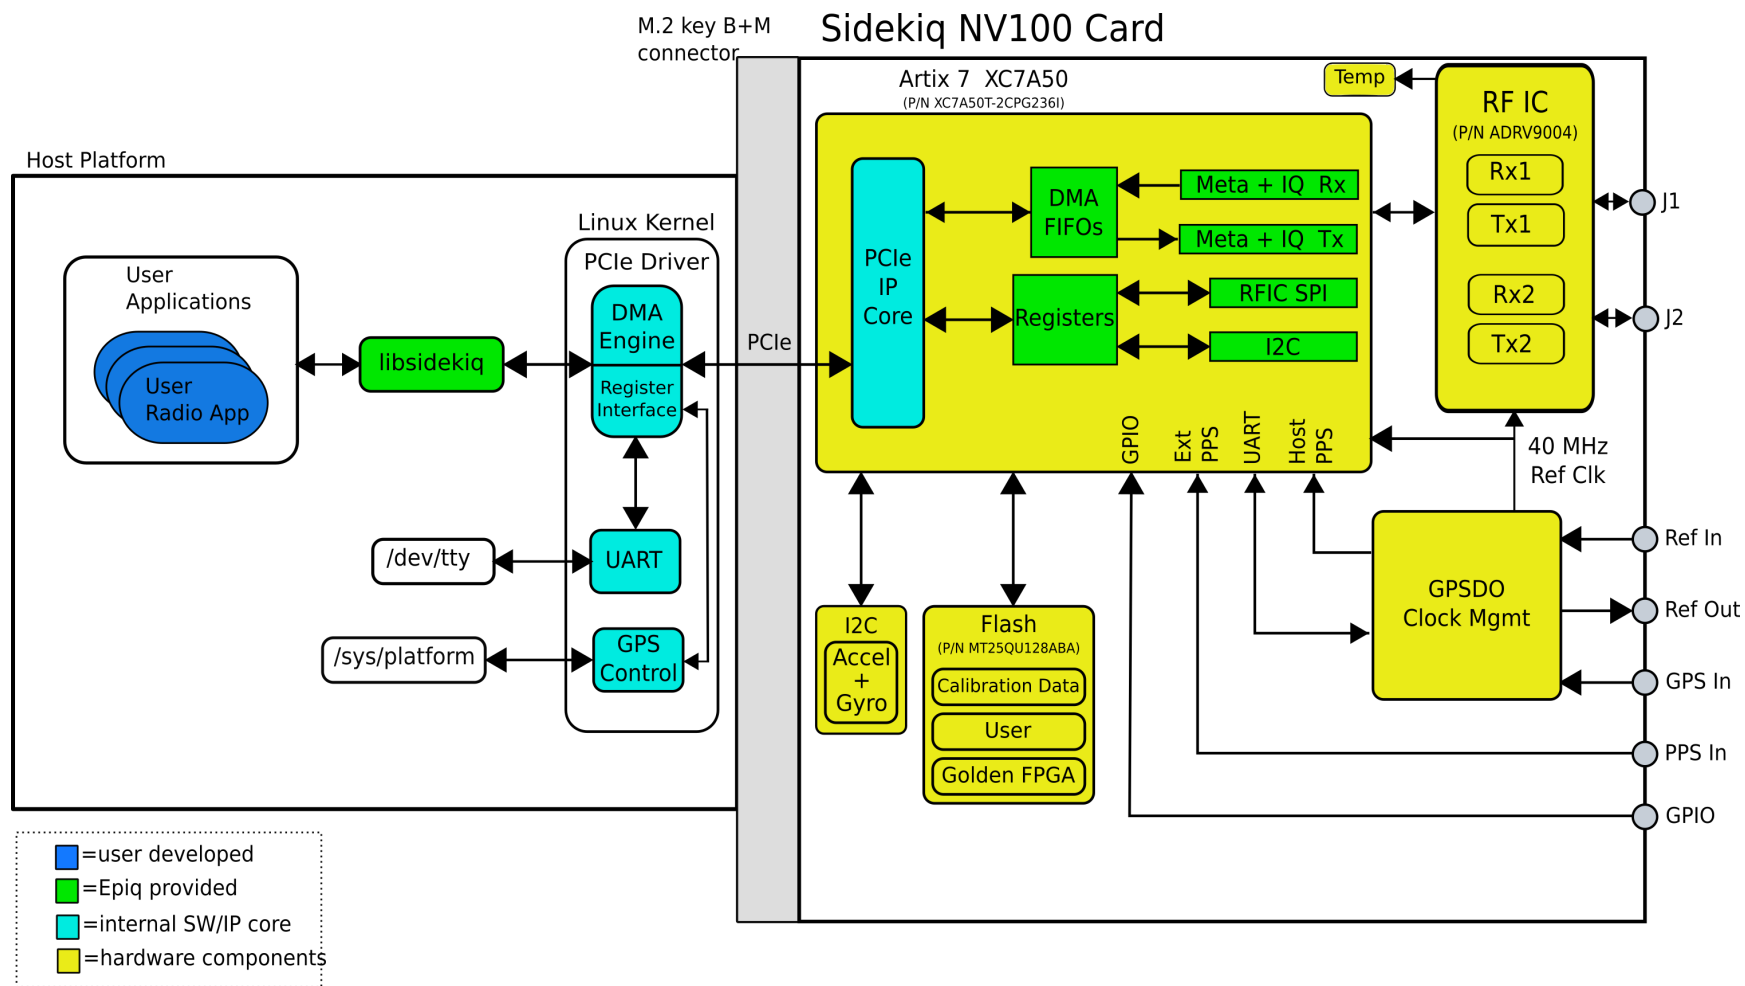 M.2 key B+M
connector
Sidekiq NV100 Card
Artix 7 XC7A50
(P/N XC7A50T-2CPG236I)
Temp
RF IC
(P/N ADRV9004)
Rx1
Tx1
Rx2
Tx2
J1
J2
Host Platform
Linux Kernel
PCIe Driver
User
Applications
User
Radio App
libsidekiq
DMA
Engine
Register
Interface
PCIe
PCIe
IP
Core
DMA
FIFOs
Meta + IQ Rx
Meta + IQ Tx
Registers
RFIC SPI
I2C
GPIO
Ext
PPS
UART
Host
PPS
40 MHz
Ref Clk
/dev/tty
UART
/sys/platform
GPS
Control
I2C
Accel
+
Gyro
Flash
(P/N MT25QU128ABA)
Calibration Data
User
Golden FPGA
GPSDO
Clock Mgmt
Ref In
Ref Out
GPS In
PPS In
GPIO
=user developed
=Epiq provided
=internal SW/IP core
=hardware components